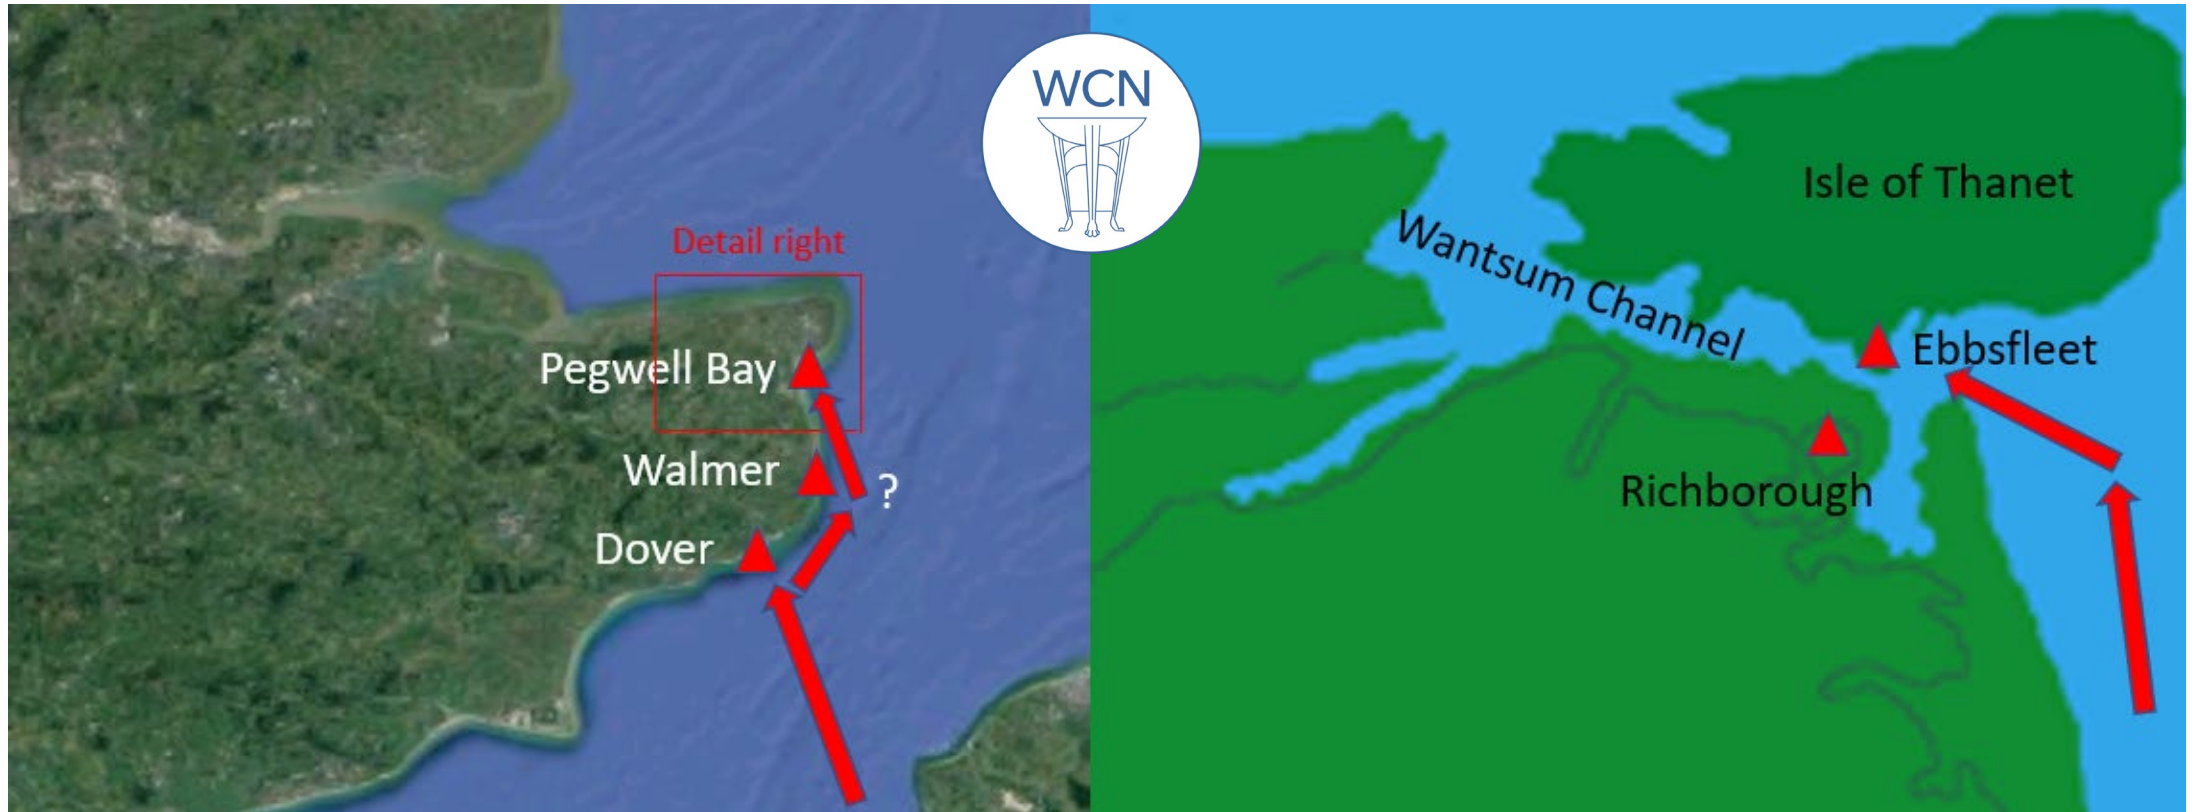 WCN
Detail right
Pegwell Bay
Walmer
?
Dover
Isle of Thanet
Wantsum Channel
Ebbsfleet
Richborough